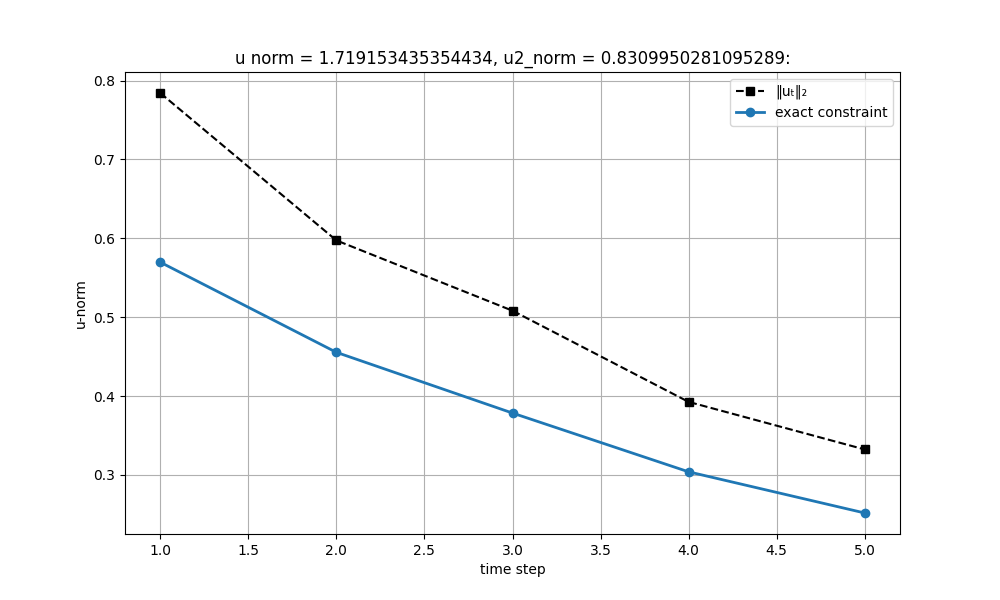 u norm = 1.719153435354434, u2_norm = 0.8309950281095289:
‖uₜ‖₂
exact constraint
0.8
0.7
0.6
0.5
0.4
0.3
u-norm
1.0 1.5 2.0 2.5 3.0 3.5 4.0 4.5 5.0
time step